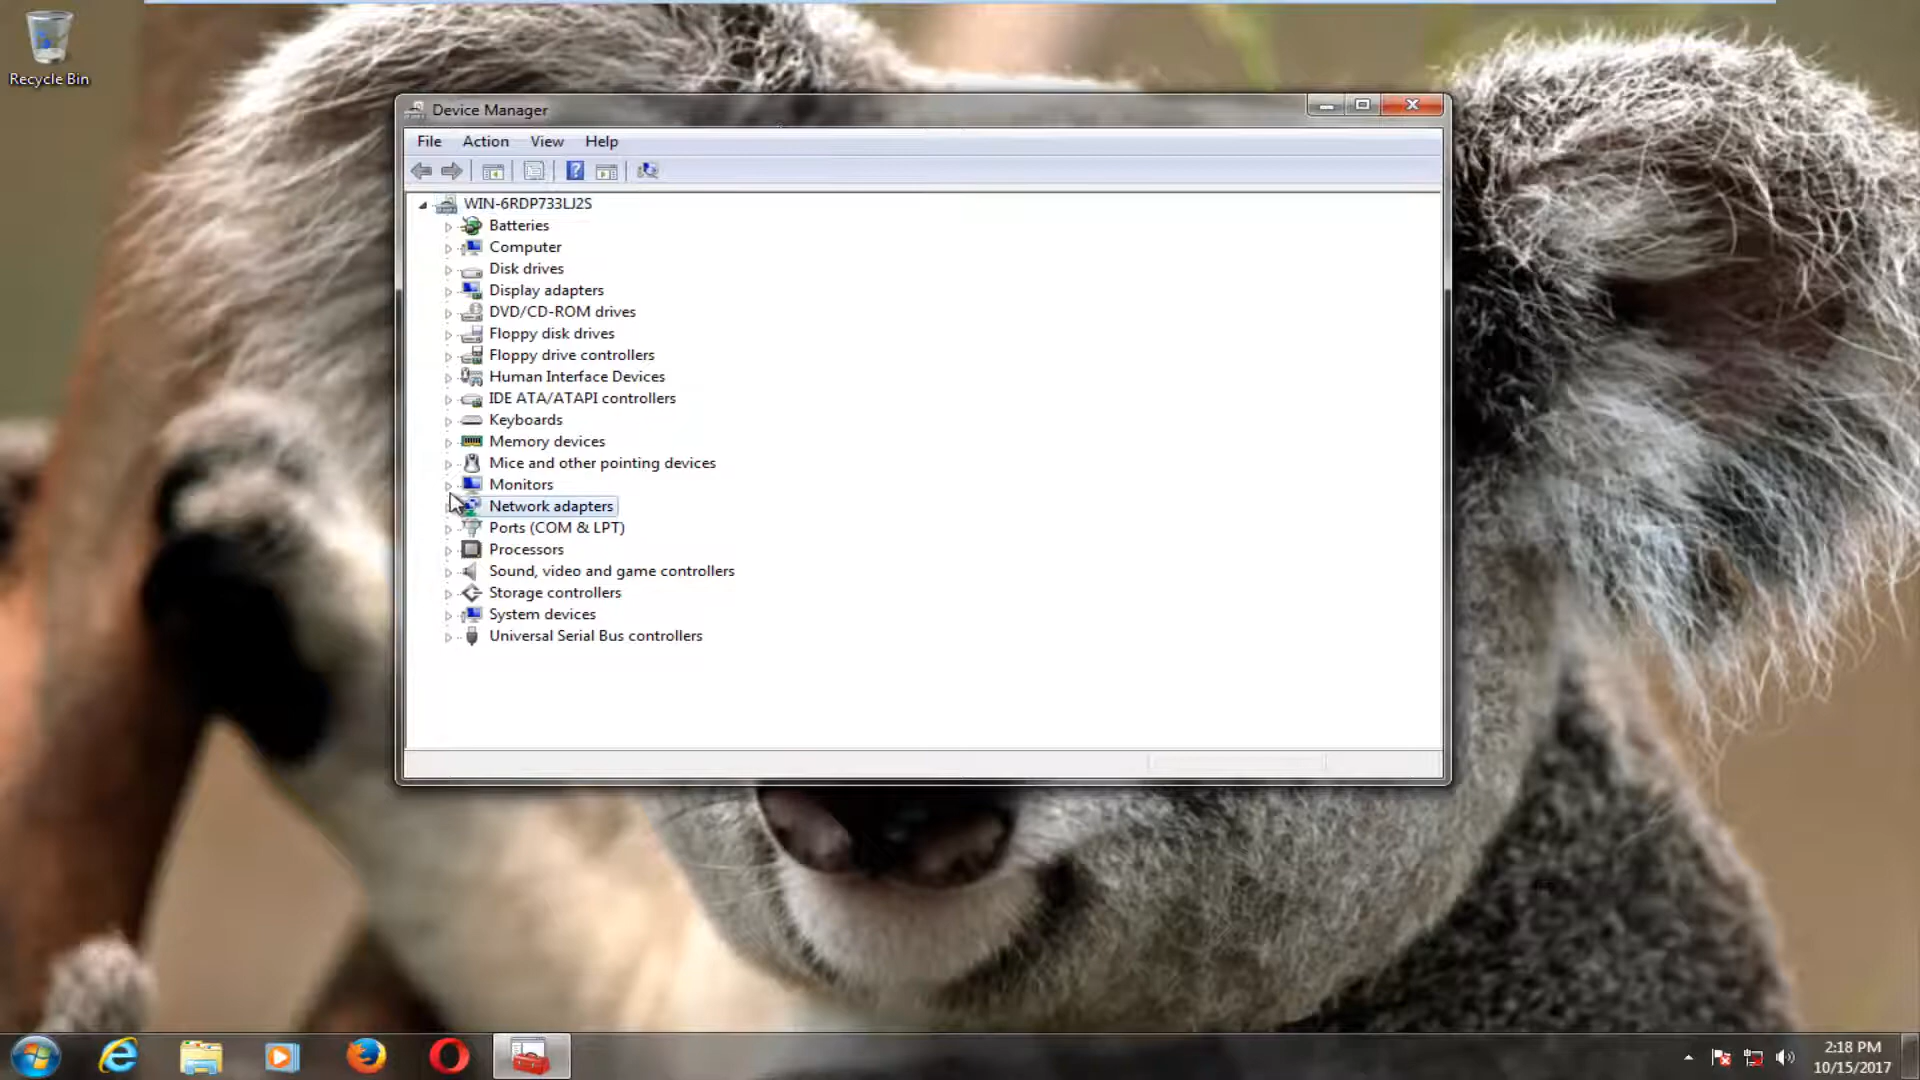 Recycle Bin
Device Manager
File Action View Help
WIN-6RDP733LJ2S
Batteries
Computer
Disk drives
Display adapters
DVD/CD-ROM drives
Floppy disk drives
Floppy drive controllers
Human Interface Devices
IDE ATA/ATAPI controllers
Keyboards
Memory devices
Mice and other pointing devices
Monitors
Network adapters
Ports (COM & LPT)
Processors
Sound, video and game controllers
Storage controllers
System devices
Universal Serial Bus controllers
2:18 PM
10/15/2017